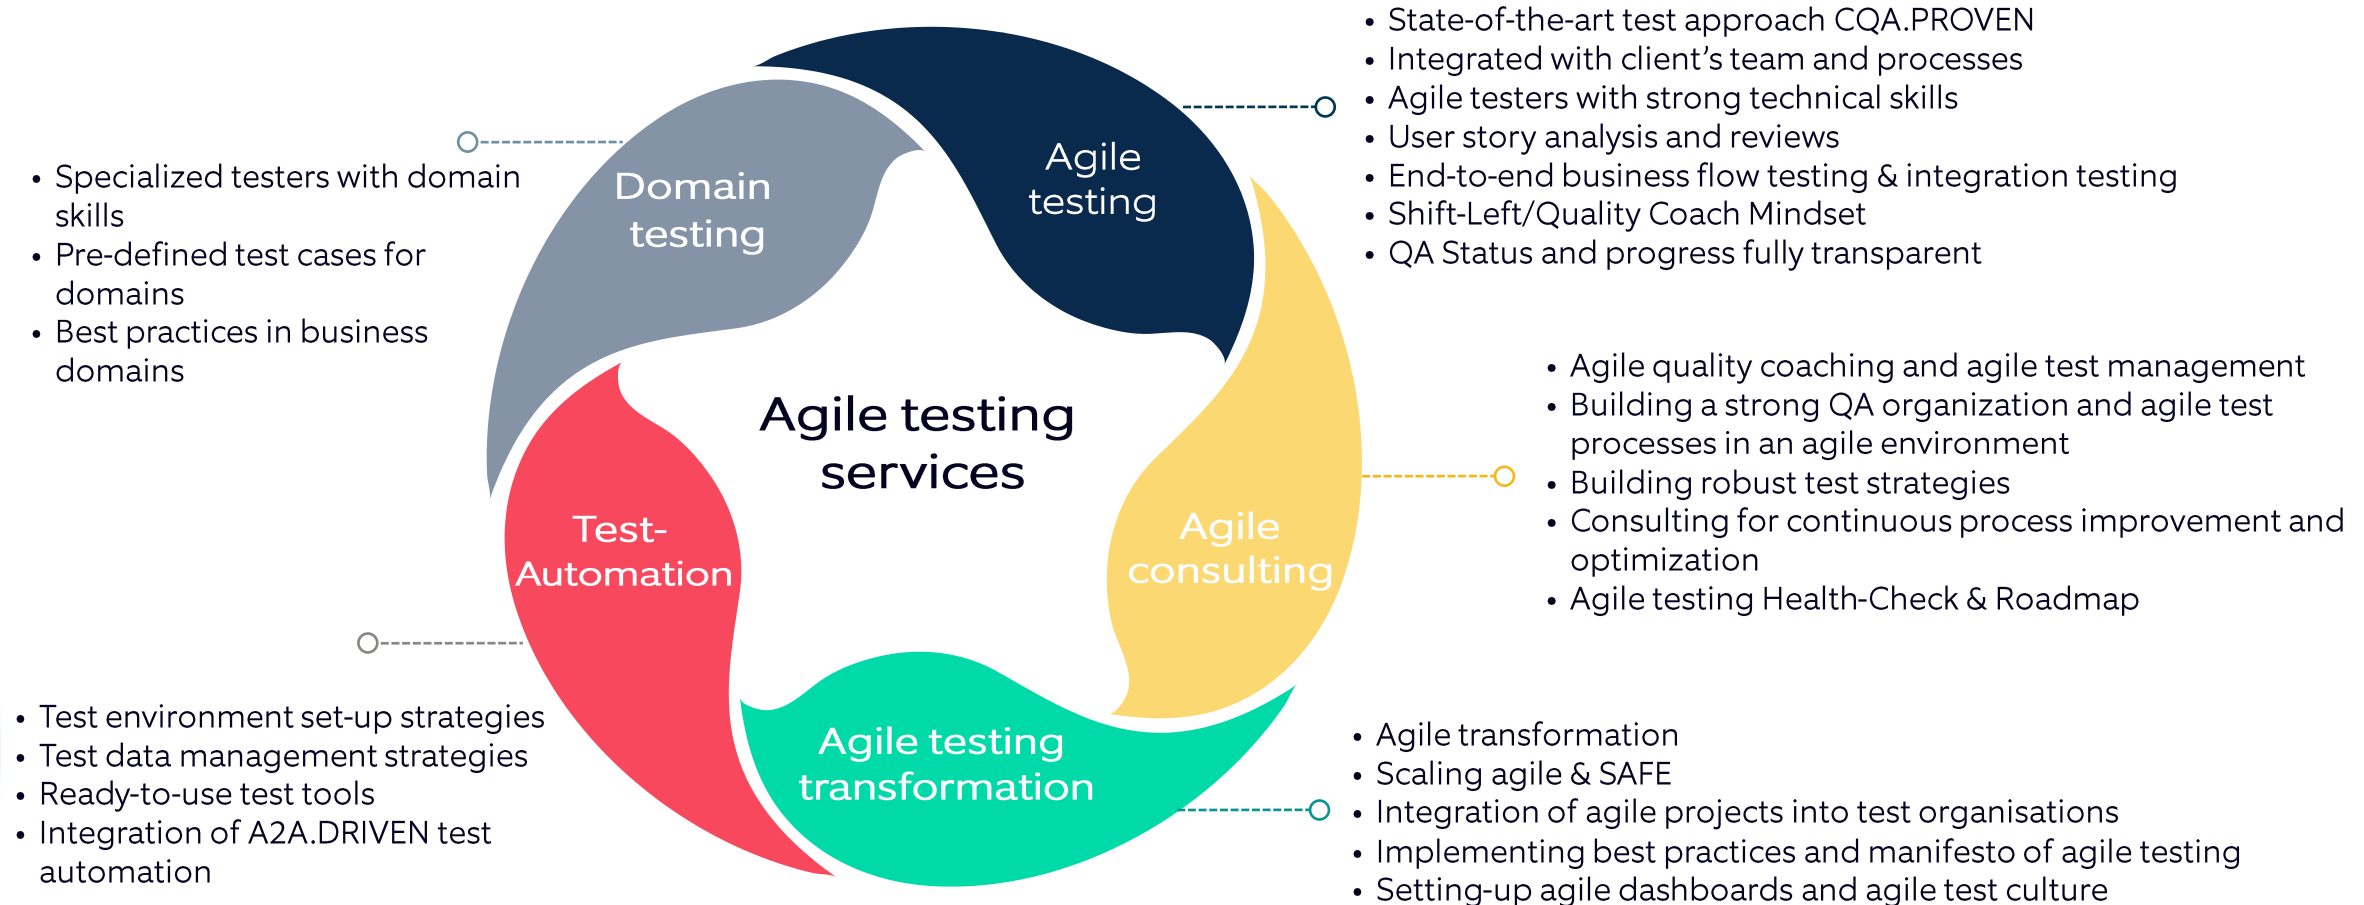 Agile testing
services
Agile
testing
• State-of-the-art test approach CQA.PROVEN
• Integrated with client’s team and processes
• Agile testers with strong technical skills
• User story analysis and reviews
• End-to-end business flow testing & integration testing
• Shift-Left/Quality Coach Mindset
• QA Status and progress fully transparent
Agile
consulting
• Agile quality coaching and agile test management
• Building a strong QA organization and agile test
processes in an agile environment
• Building robust test strategies
• Consulting for continuous process improvement and
optimization
• Agile testing Health-Check & Roadmap
Agile testing
transformation
• Agile transformation
• Scaling agile & SAFE
• Integration of agile projects into test organisations
• Implementing best practices and manifesto of agile testing
• Setting-up agile dashboards and agile test culture
Test-
Automation
• Test environment set-up strategies
• Test data management strategies
• Ready-to-use test tools
• Integration of A2A.DRIVEN test
automation
Domain
testing
• Specialized testers with domain
skills
• Pre-defined test cases for
domains
• Best practices in business
domains